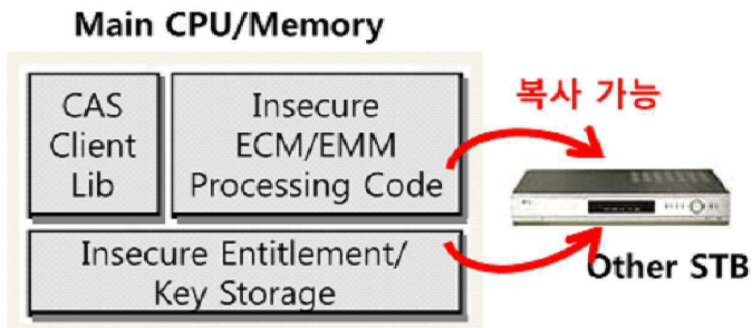 Main CPU/Memory
CAS
Client
Lib
Insecure
ECM/EMM
Processing Code
복사 가능
Insecure Entitlement/
Key Storage
Other STB